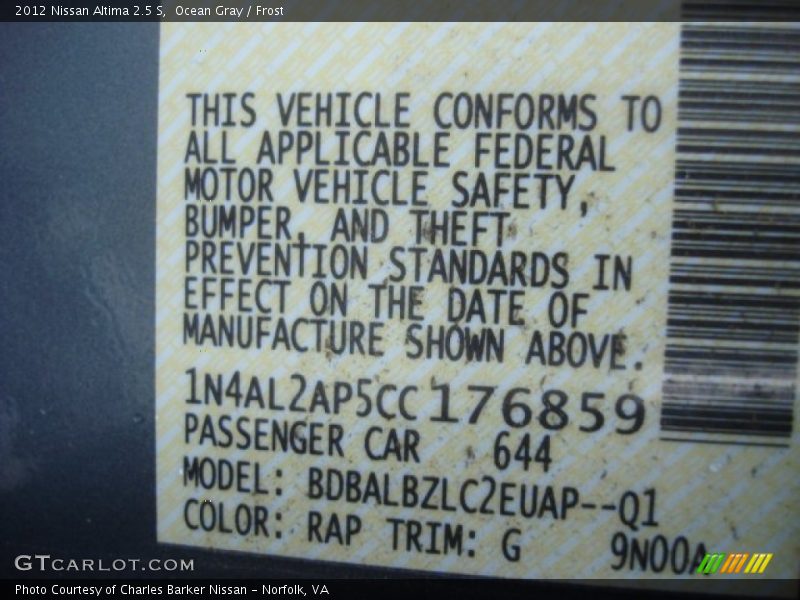 2012 Nissan Altima 2.5 S,  Ocean Gray / Frost
THIS VEHICLE CONFORMS TO
ALL APPLICABLE FEDERAL
MOTOR VEHICLE SAFETY,
BUMPER, AND THEFT
PREVENTION STANDARDS IN
EFFECT ON THE DATE OF
MANUFACTURE SHOWN ABOVE.
1N4AL2AP5CC176859
PASSENGER CAR 644
MODEL: BDBALBZLC2EUAP--Q1
COLOR: RAP TRIM: G 9N00A
GTCARLOT.COM
Photo Courtesy of Charles Barker Nissan - Norfolk, VA